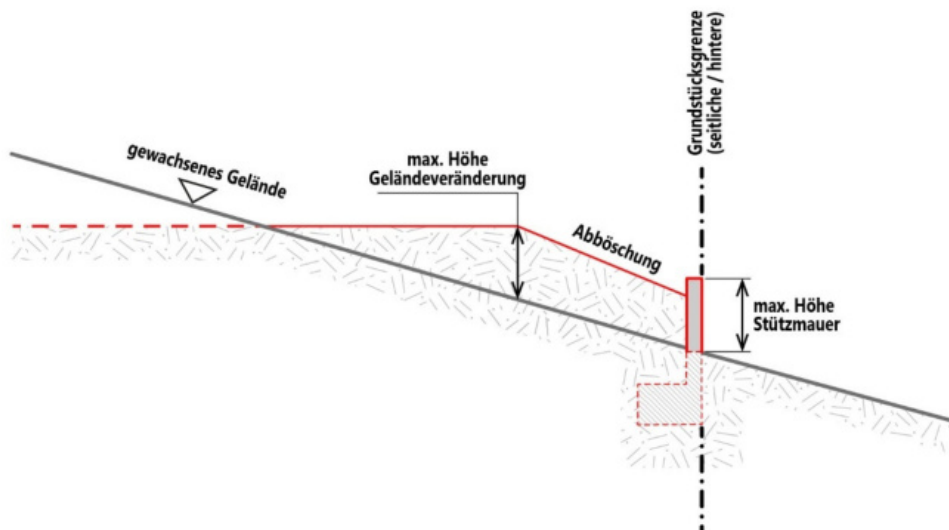 Grundstücksgrenze
(seitliche / hintere)
gewachsenes Gelände
max. Höhe
Geländeveränderung
Abböschung
max. Höhe
Stützmauer